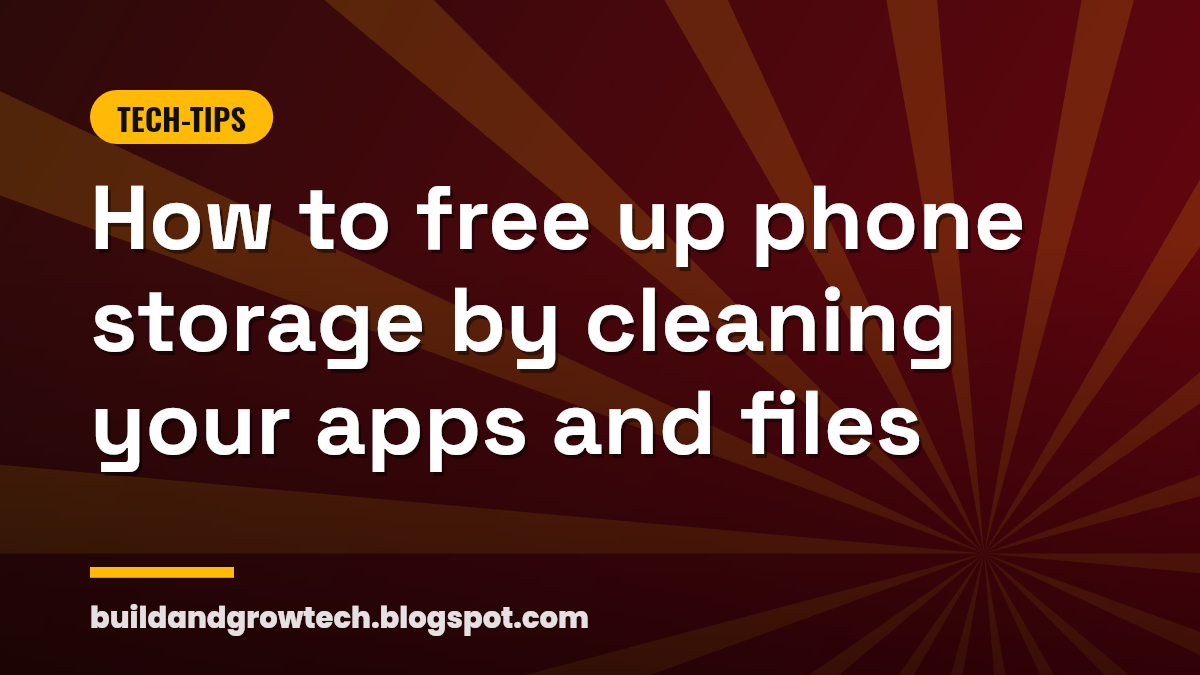 TECH-TIPS
How to free up phone
storage by cleaning
your apps and files
buildandgrowtech.blogspot.com